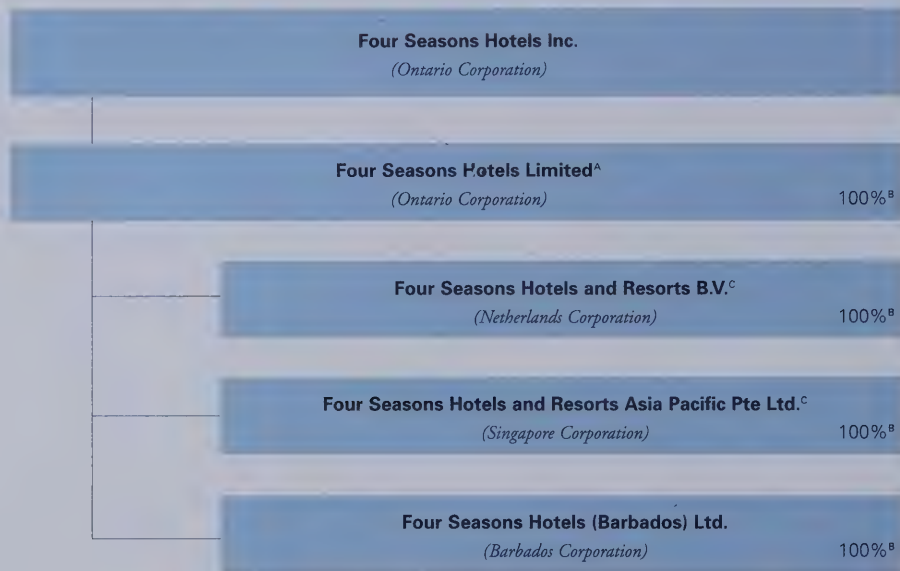 Four Seasons Hotels Inc.
(Ontario Corporation)
Four Seasons Hotels Limitedᴬ
(Ontario Corporation) 100%ᴮ
Four Seasons Hotels and Resorts B.V.ᶜ
(Netherlands Corporation) 100%ᴮ
Four Seasons Hotels and Resorts Asia Pacific Pte Ltd.ᶜ
(Singapore Corporation) 100%ᴮ
Four Seasons Hotels (Barbados) Ltd.
(Barbados Corporation) 100%ᴮ